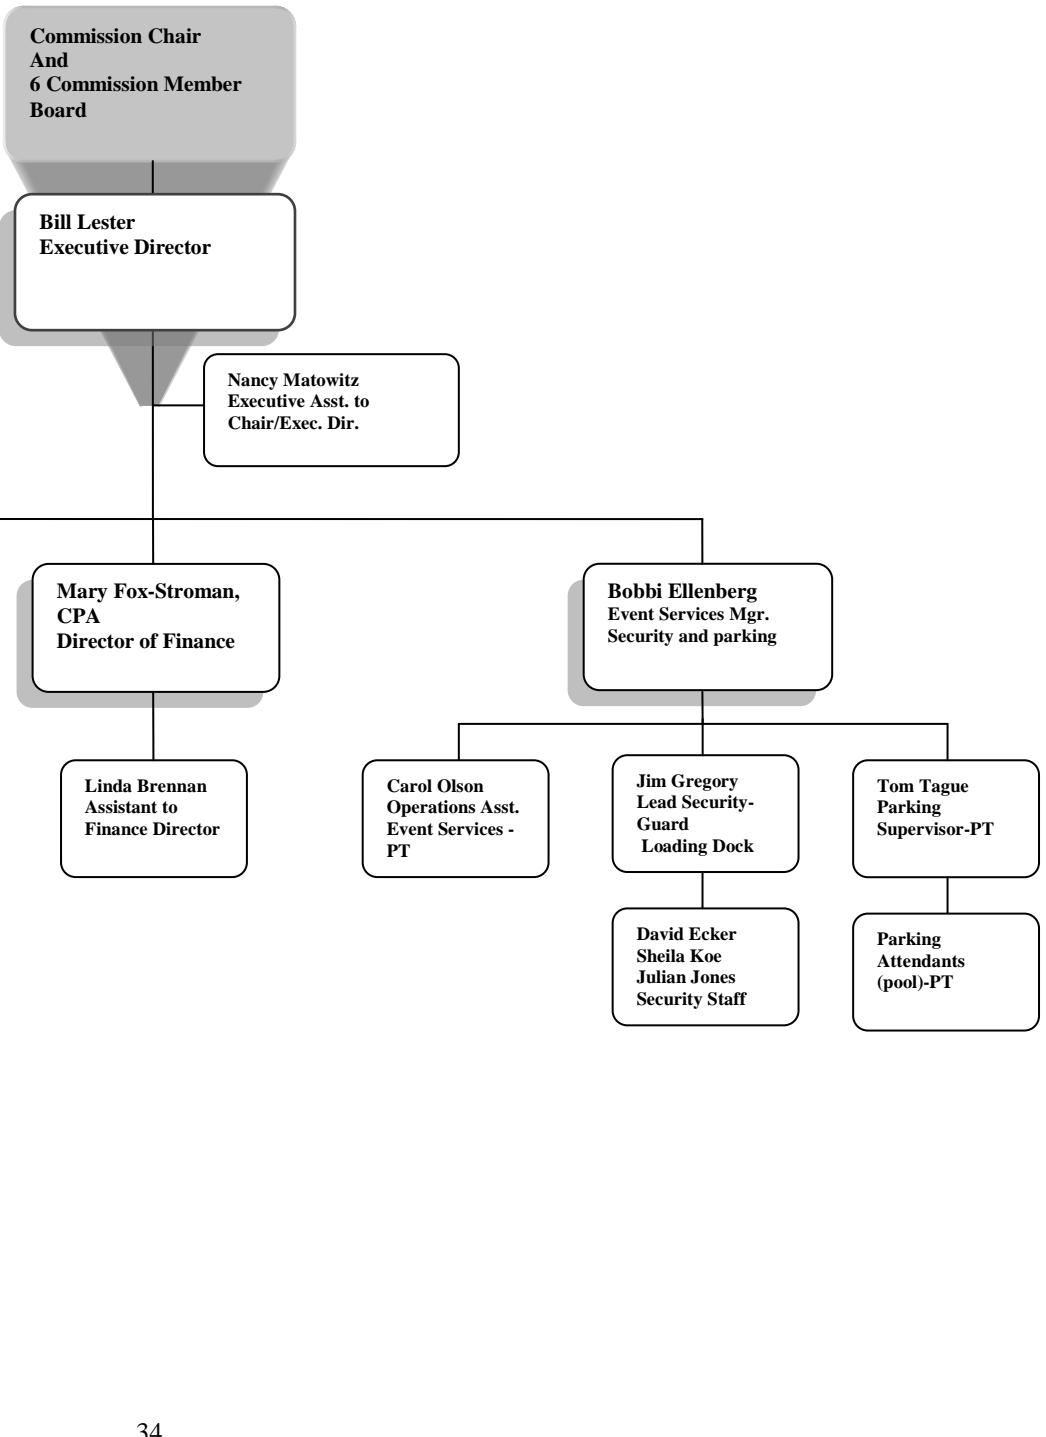 Commission Chair
And
6 Commission Member
Board
Bill Lester
Executive Director
Nancy Matowitz
Executive Asst. to
Chair/Exec. Dir.
Mary Fox-Stroman,
CPA
Director of Finance
Bobbi Ellenberg
Event Services Mgr.
Security and parking
Linda Brennan
Assistant to
Finance Director
Carol Olson
Operations Asst.
Event Services -
PT
Jim Gregory
Lead Security-
Guard
Loading Dock
Tom Tague
Parking
Supervisor-PT
David Ecker
Sheila Koe
Julian Jones
Security Staff
Parking
Attendants
(pool)-PT
34